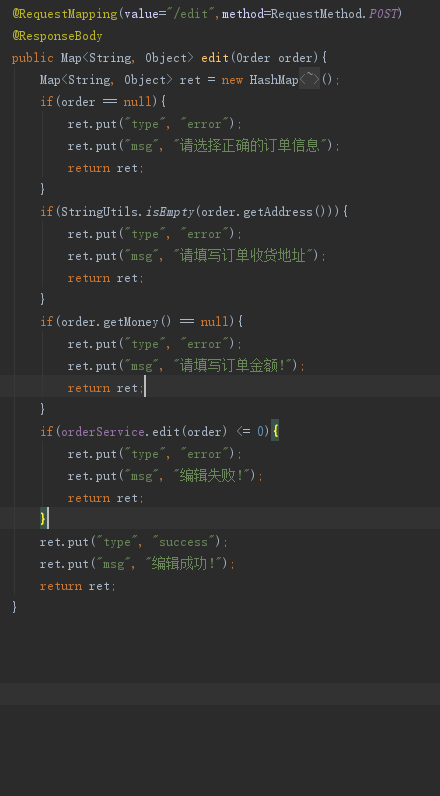 @RequestMapping(value="/edit",method=RequestMethod.POST)
@ResponseBody
public Map<String, Object> edit(Order order){
    Map<String, Object> ret = new HashMap<~>();
    if(order == null){
        ret.put("type", "error");
        ret.put("msg", "请选择正确的订单信息");
        return ret;
    }
    if(StringUtils.isEmpty(order.getAddress())){
        ret.put("type", "error");
        ret.put("msg", "请填写订单收货地址");
        return ret;
    }
    if(order.getMoney() == null){
        ret.put("type", "error");
        ret.put("msg", "请填写订单金额!");
        return ret;
    }
    if(orderService.edit(order) <= 0){
        ret.put("type", "error");
        ret.put("msg", "编辑失败!");
        return ret;
    }
    ret.put("type", "success");
    ret.put("msg", "编辑成功!");
    return ret;
}